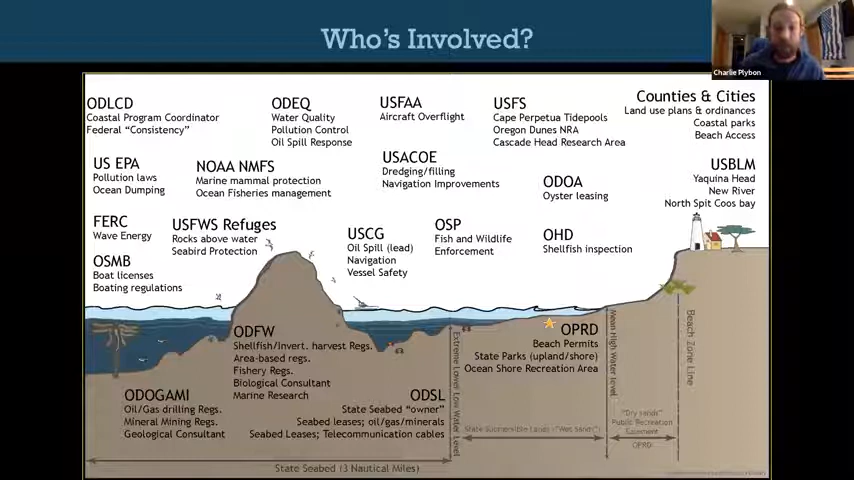 Who's Involved?
Charlie Plybon
ODLCD
Coastal Program Coordinator
Federal "Consistency"
ODEQ
Water Quality
Pollution Control
Oil Spill Response
USFAA
Aircraft Overflight
USFS
Cape Perpetua Tidepools
Oregon Dunes NRA
Cascade Head Research Area
Counties & Cities
Land use plans & ordinances
Coastal parks
Beach Access
US EPA
Pollution laws
Ocean Dumping
NOAA NMFS
Marine mammal protection
Ocean Fisheries management
USACOE
Dredging/filling
Navigation Improvements
ODOA
Oyster leasing
USBLM
Yaquina Head
New River
North Spit Coos bay
FERC
Wave Energy
USFWS Refuges
Rocks above water
Seabird Protection
USCG
Oil Spill (lead)
Navigation
Vessel Safety
OSP
Fish and Wildlife
Enforcement
OHD
Shellfish inspection
OSMB
Boat licenses
Boating regulations
ODFW
Shellfish/Invert. harvest Regs.
Area-based regs.
Fishery Regs.
Biological Consultant
Marine Research
OPRD
Beach Permits
State Parks (upland/shore)
Ocean Shore Recreation Area
ODOGAMI
Oil/Gas drilling Regs.
Mineral Mining Regs.
Geological Consultant
ODSL
State Seabed "owner"
Seabed leases; oil/gas/minerals
Seabed Leases; Telecommunication cables
Extreme Lower Low Water Level
Mean High Water level
Beach Zone Line
State Submersible Lands ("Wet Sands")
"Dry sands"
Public Recreation
Easement
OPRD
State Seabed (3 Nautical Miles)